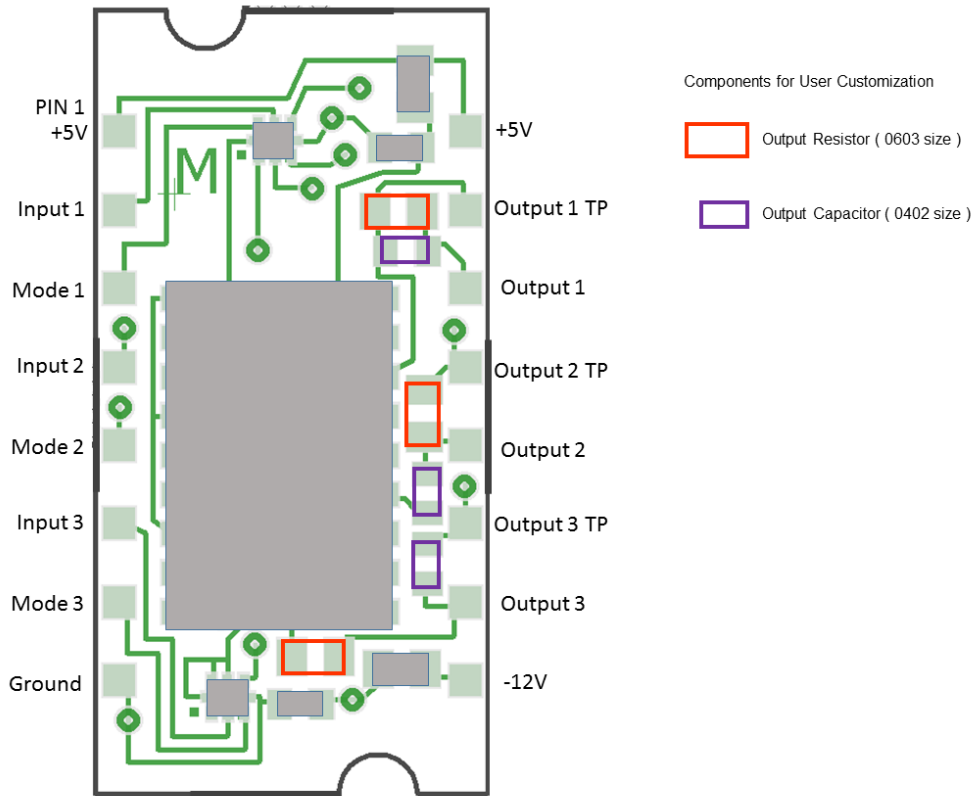 PIN 1
+5V
Input 1
Mode 1
Input 2
Mode 2
Input 3
Mode 3
Ground
M
+5V
Output 1 TP
Output 1
Output 2 TP
Output 2
Output 3 TP
Output 3
-12V
Components for User Customization
Output Resistor ( 0603 size )
Output Capacitor ( 0402 size )